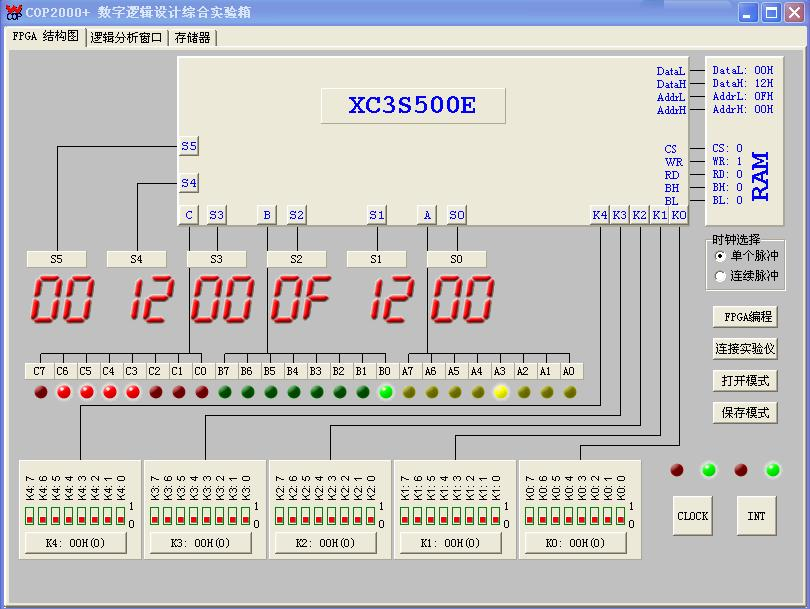 COP2000+ 数字逻辑设计综合实验箱
FPGA 结构图 逻辑分析窗口 存储器
XC3S500E
DataL DataL: 00H
DataH DataH: 12H
AddrL AddrL: 0FH
AddrH AddrH: 00H
CS CS: 0
WR WR: 1
RD RD: 0
BH BH: 0
BL BL: 0
RAM
S5
S4
C S3 B S2 S1 A S0 K4 K3 K2 K1 K0
时钟选择
单个脉冲
连续脉冲
S5 S4 S3 S2 S1 S0
00 12 00 0F 12 00
FPGA编程
连接实验仪
打开模式
保存模式
C7 C6 C5 C4 C3 C2 C1 C0 B7 B6 B5 B4 B3 B2 B1 B0 A7 A6 A5 A4 A3 A2 A1 A0
K4:7 K4:6 K4:5 K4:4 K4:3 K4:2 K4:1 K4:0 1 0
K4: 00H(0)
K3:7 K3:6 K3:5 K3:4 K3:3 K3:2 K3:1 K3:0 1 0
K3: 00H(0)
K2:7 K2:6 K2:5 K2:4 K2:3 K2:2 K2:1 K2:0 1 0
K2: 00H(0)
K1:7 K1:6 K1:5 K1:4 K1:3 K1:2 K1:1 K1:0 1 0
K1: 00H(0)
K0:7 K0:6 K0:5 K0:4 K0:3 K0:2 K0:1 K0:0 1 0
K0: 00H(0)
CLOCK INT